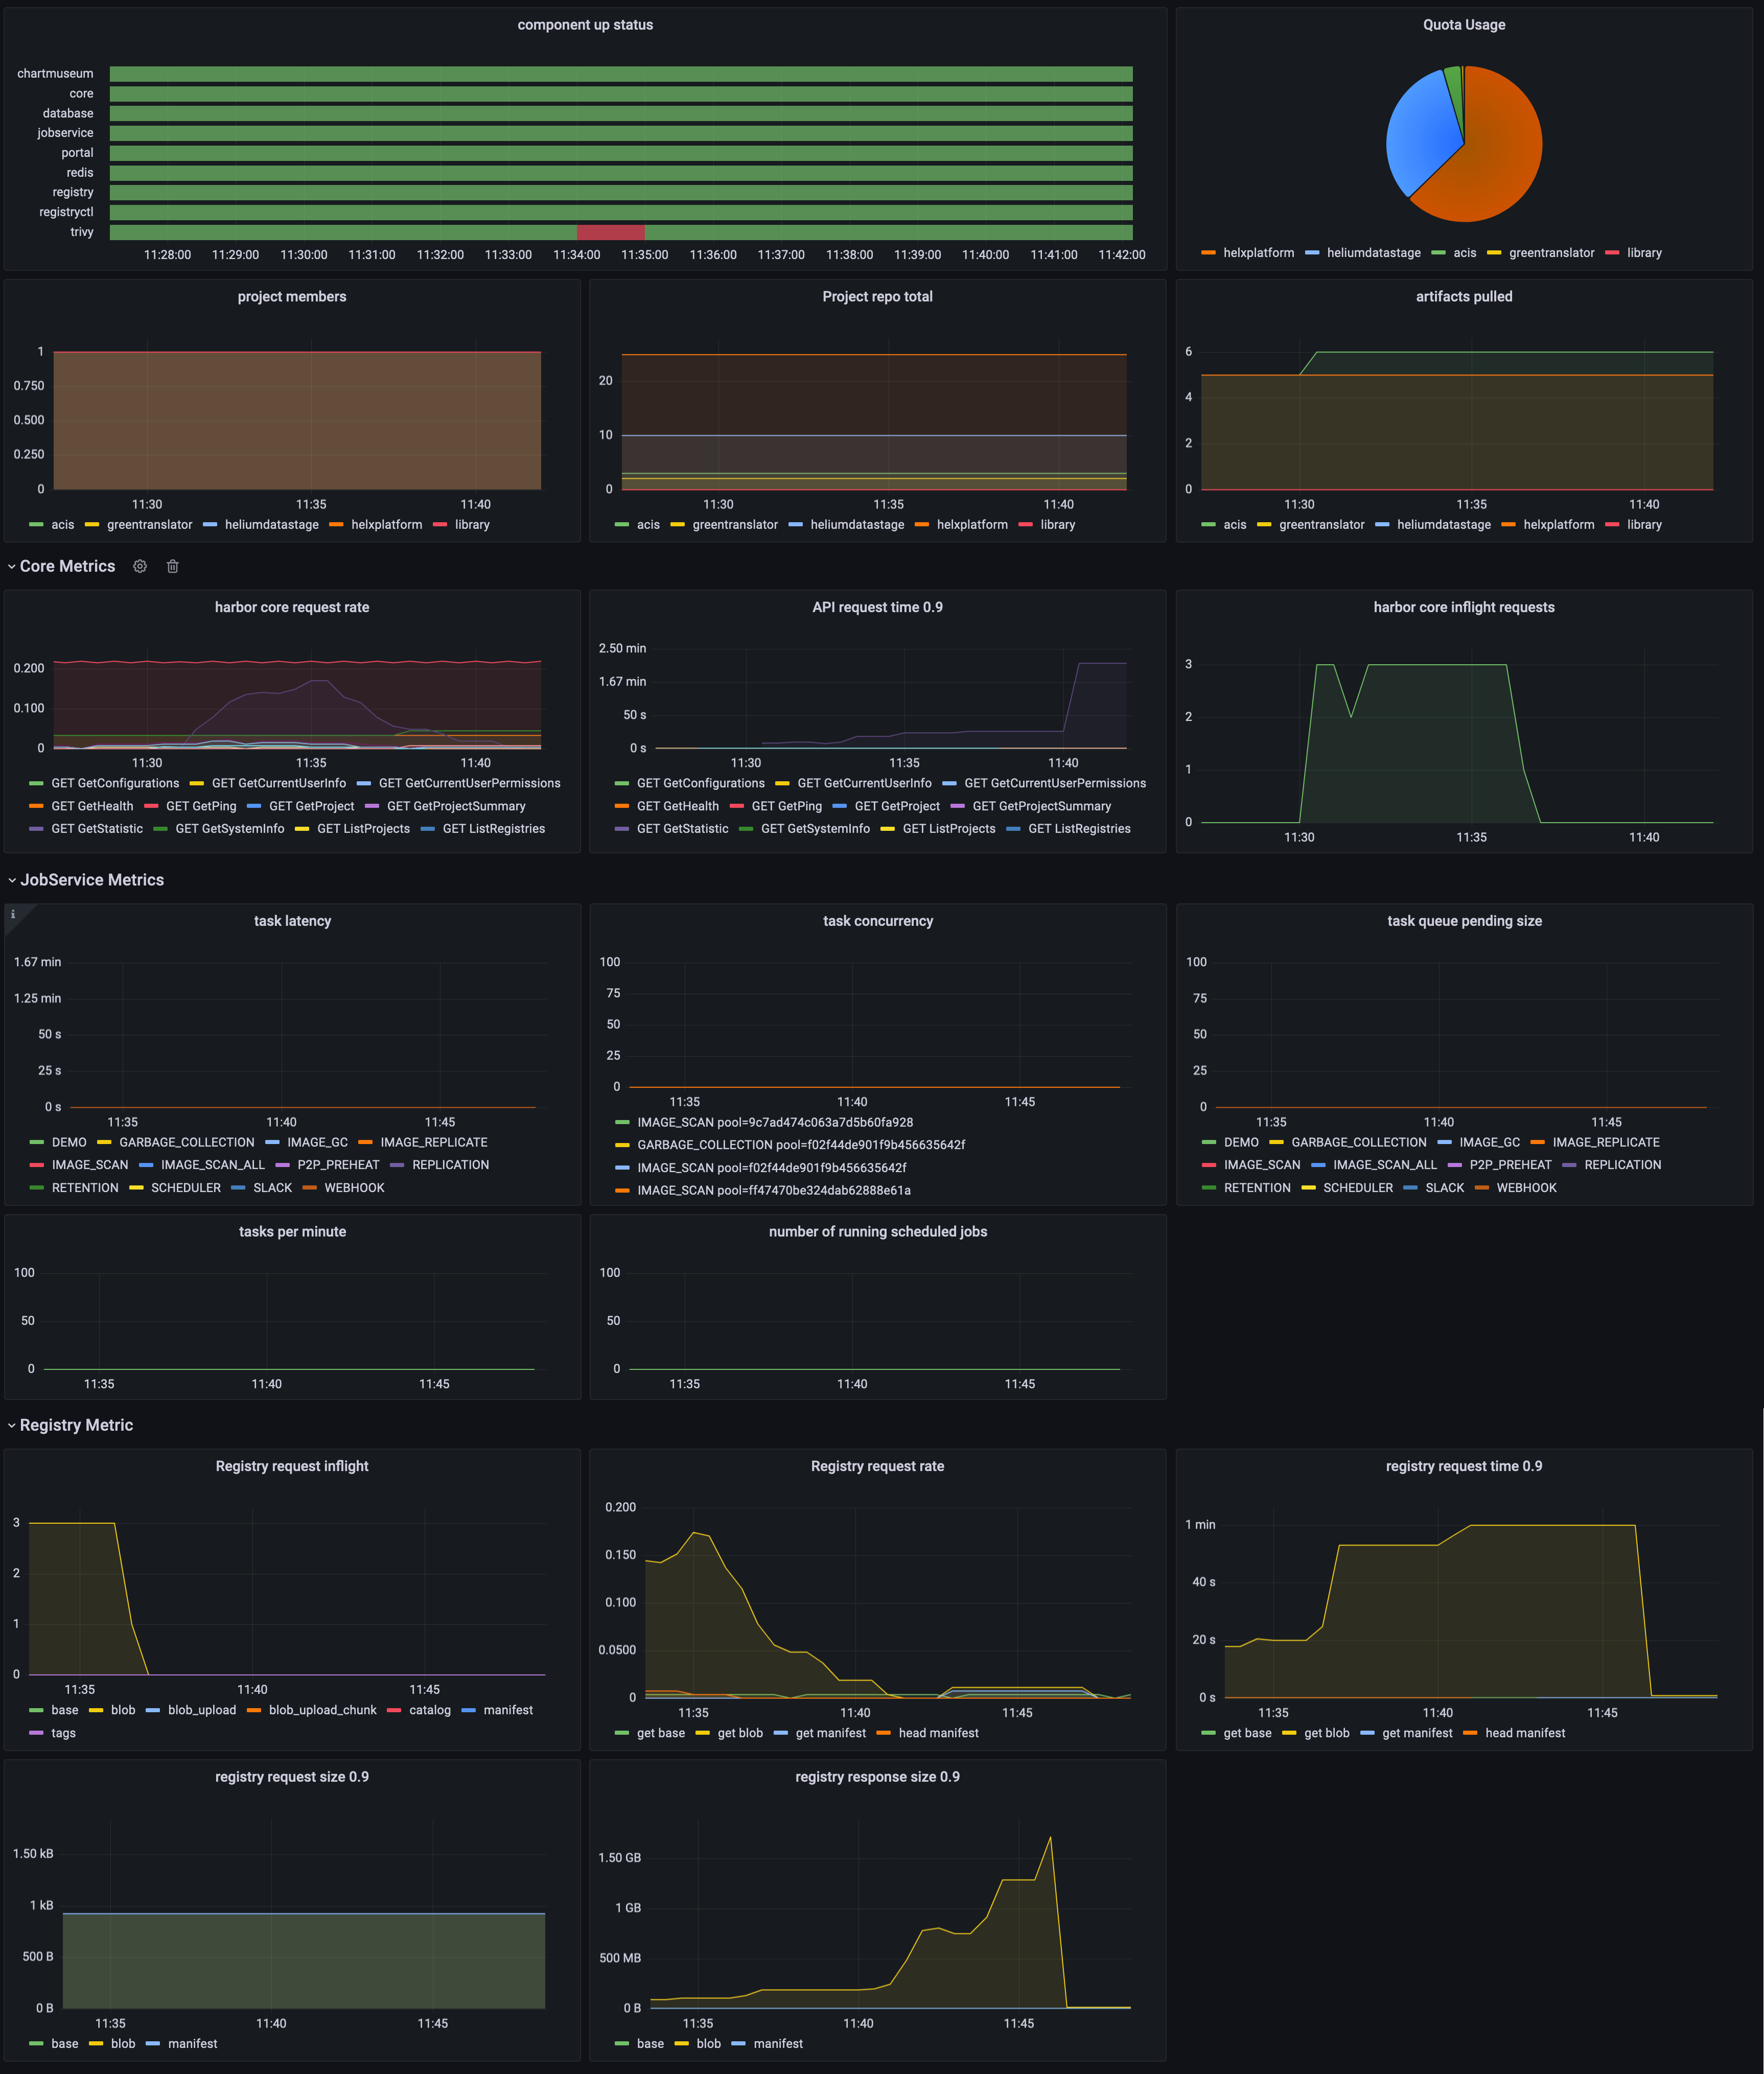 component up status
chartmuseum
core
database
jobservice
portal
redis
registry
registryctl
trivy
11:28:00 11:29:00 11:30:00 11:31:00 11:32:00 11:33:00 11:34:00 11:35:00 11:36:00 11:37:00 11:38:00 11:39:00 11:40:00 11:41:00 11:42:00
Quota Usage
helxplatform heliumdatastage acis greentranslator library
project members
1
0.750
0.500
0.250
0
11:30 11:35 11:40
acis greentranslator heliumdatastage helxplatform library
Project repo total
20
10
0
11:30 11:35 11:40
acis greentranslator heliumdatastage helxplatform library
artifacts pulled
6
4
2
0
11:30 11:35 11:40
acis greentranslator heliumdatastage helxplatform library
Core Metrics
harbor core request rate
0.200
0.100
0
11:30 11:35 11:40
GET GetConfigurations GET GetCurrentUserInfo GET GetCurrentUserPermissions
GET GetHealth GET GetPing GET GetProject GET GetProjectSummary
GET GetStatistic GET GetSystemInfo GET ListProjects GET ListRegistries
API request time 0.9
2.50 min
1.67 min
50 s
0 s
11:30 11:35 11:40
GET GetConfigurations GET GetCurrentUserInfo GET GetCurrentUserPermissions
GET GetHealth GET GetPing GET GetProject GET GetProjectSummary
GET GetStatistic GET GetSystemInfo GET ListProjects GET ListRegistries
harbor core inflight requests
3
2
1
0
11:30 11:35 11:40
JobService Metrics
i
task latency
1.67 min
1.25 min
50 s
25 s
0 s
11:35 11:40 11:45
DEMO GARBAGE_COLLECTION IMAGE_GC IMAGE_REPLICATE
IMAGE_SCAN IMAGE_SCAN_ALL P2P_PREHEAT REPLICATION
RETENTION SCHEDULER SLACK WEBHOOK
task concurrency
100
75
50
25
0
11:35 11:40 11:45
IMAGE_SCAN pool=9c7ad474c063a7d5b60fa928
GARBAGE_COLLECTION pool=f02f44de901f9b456635642f
IMAGE_SCAN pool=f02f44de901f9b456635642f
IMAGE_SCAN pool=ff47470be324dab62888e61a
task queue pending size
100
75
50
25
0
11:35 11:40 11:45
DEMO GARBAGE_COLLECTION IMAGE_GC IMAGE_REPLICATE
IMAGE_SCAN IMAGE_SCAN_ALL P2P_PREHEAT REPLICATION
RETENTION SCHEDULER SLACK WEBHOOK
tasks per minute
100
50
0
11:35 11:40 11:45
number of running scheduled jobs
100
50
0
11:35 11:40 11:45
Registry Metric
Registry request inflight
3
2
1
0
11:35 11:40 11:45
base blob blob_upload blob_upload_chunk catalog manifest
tags
Registry request rate
0.200
0.150
0.100
0.0500
0
11:35 11:40 11:45
get base get blob get manifest head manifest
registry request time 0.9
1 min
40 s
20 s
0 s
11:35 11:40 11:45
get base get blob get manifest head manifest
registry request size 0.9
1.50 kB
1 kB
500 B
0 B
11:35 11:40 11:45
base blob manifest
registry response size 0.9
1.50 GB
1 GB
500 MB
0 B
11:35 11:40 11:45
base blob manifest